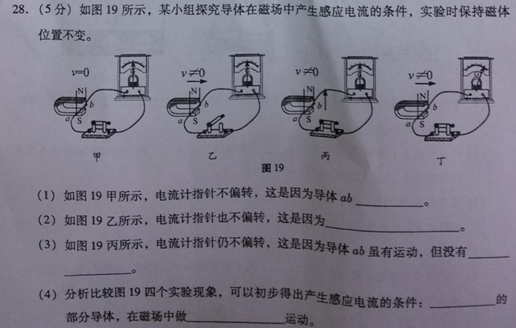 28.（5分）如图19所示，某小组探究导体在磁场中产生感应电流的条件，实验时保持磁体
位置不变。
v=0 v≠0 v≠0 v≠0
N N N N
a b a b a b a b
S S S S
甲 乙 丙 丁
图19
（1）如图19甲所示，电流计指针不偏转，这是因为导体ab________。
（2）如图19乙所示，电流计指针也不偏转，这是因为________________。
（3）如图19丙所示，电流计指针仍不偏转，这是因为导体ab虽有运动，但没有_____
________。
（4）分析比较图19四个实验现象，可以初步得出产生感应电流的条件：________的
部分导体，在磁场中做____________运动。